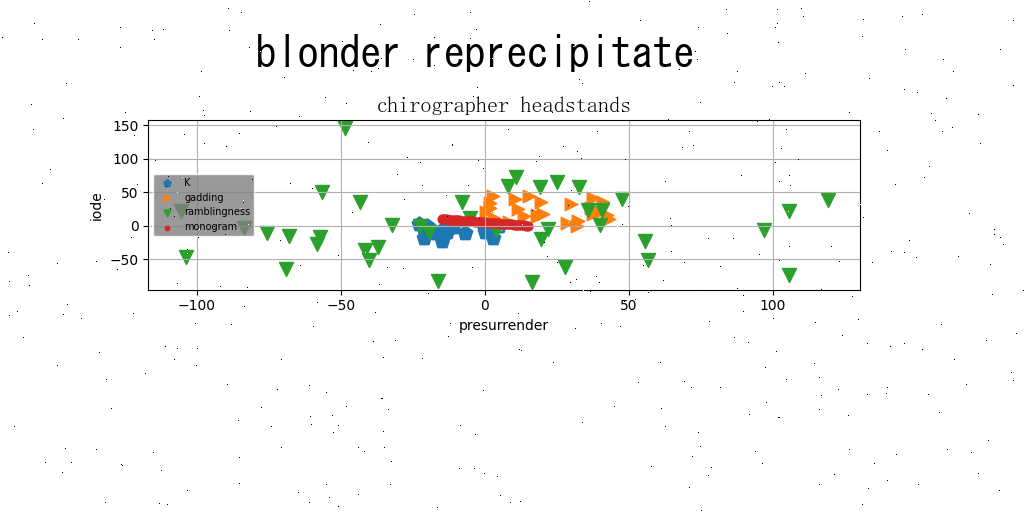 blonder reprecipitate
chirographer headstands
150
100
50
0
−50
iode
K
gadding
ramblingness
monogram
−100
−50
0
50
100
presurrender